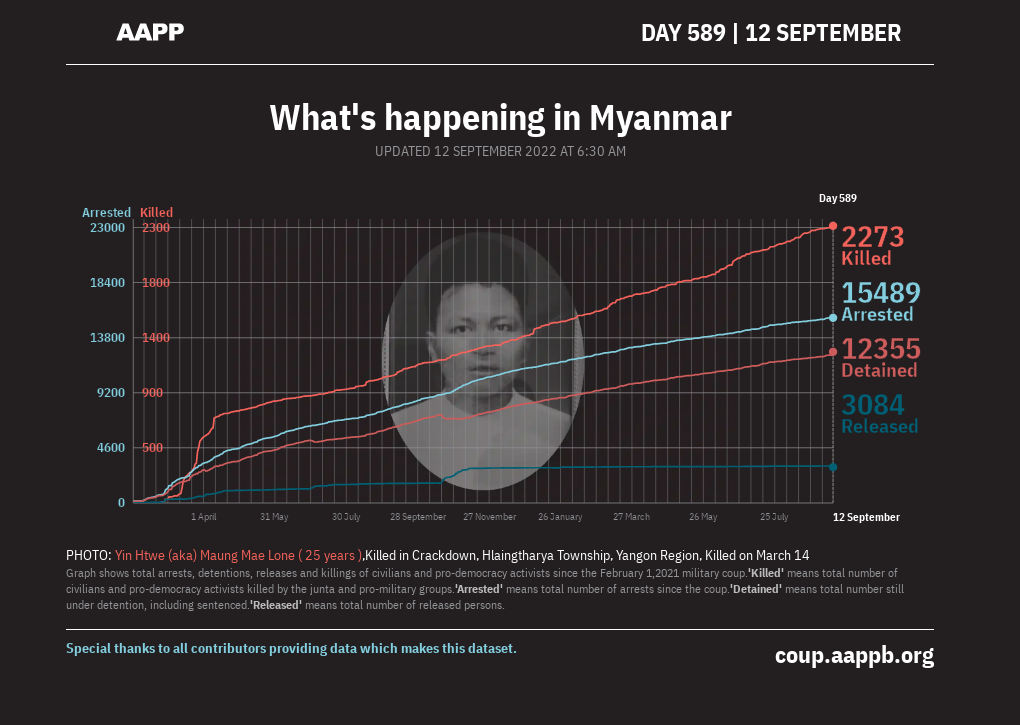 AAPP
DAY 589 | 12 SEPTEMBER
What's happening in Myanmar
UPDATED 12 SEPTEMBER 2022 AT 6:30 AM
Day 589
Arrested Killed
23000 2300
18400 1800
13800 1400
9200 900
4600 500
0
2273
Killed
15489
Arrested
12355
Detained
3084
Released
1 April 31 May 30 July 28 September 27 November 26 January 27 March 26 May 25 July 12 September
PHOTO: Yin Htwe (aka) Maung Mae Lone ( 25 years ),Killed in Crackdown, Hlaingtharya Township, Yangon Region, Killed on March 14
Graph shows total arrests, detentions, releases and killings of civilians and pro-democracy activists since the February 1,2021 military coup.'Killed' means total number of
civilians and pro-democracy activists killed by the junta and pro-military groups.'Arrested' means total number of arrests since the coup.'Detained' means total number still
under detention, including sentenced.'Released' means total number of released persons.
Special thanks to all contributors providing data which makes this dataset.
coup.aappb.org